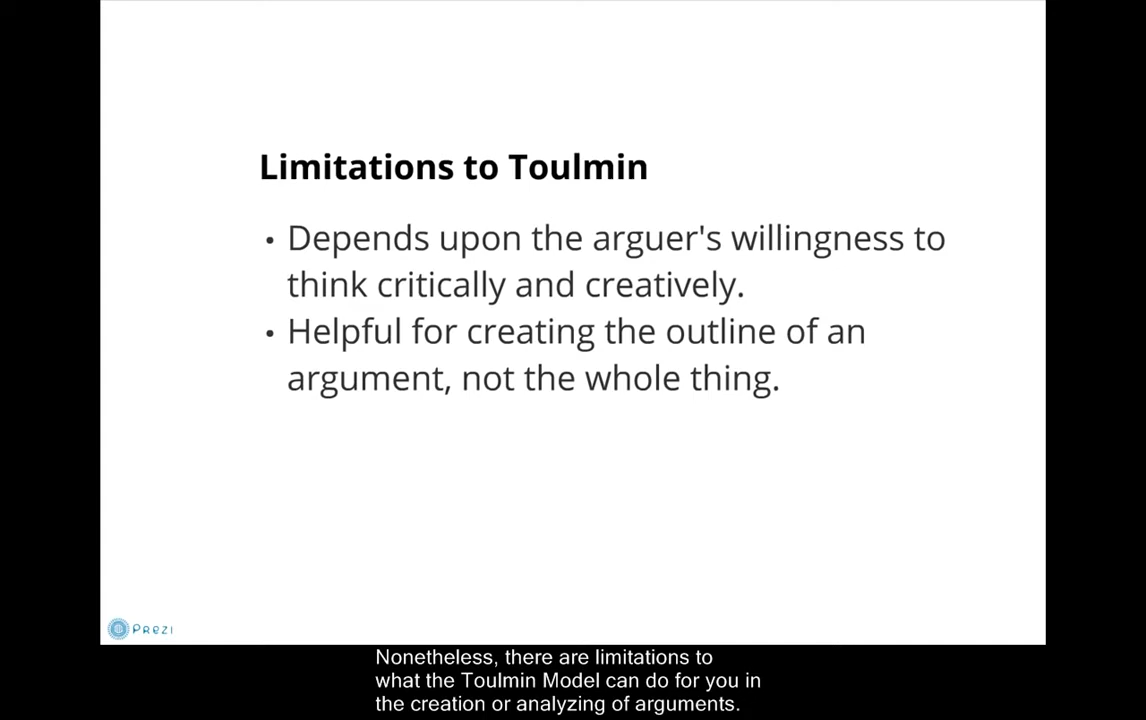 Limitations to Toulmin
• Depends upon the arguer's willingness to
think critically and creatively.
• Helpful for creating the outline of an
argument, not the whole thing.
Prezi
Nonetheless, there are limitations to
what the Toulmin Model can do for you in
the creation or analyzing of arguments.